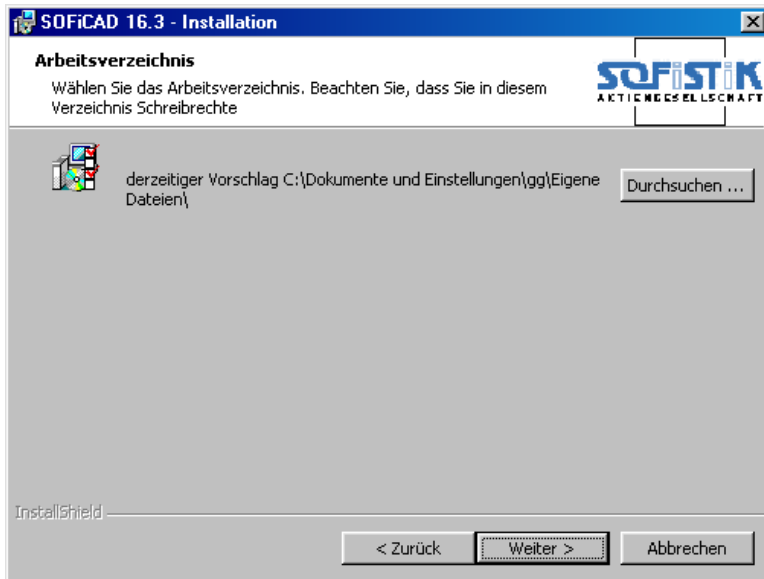 SOFiCAD 16.3 - Installation
Arbeitsverzeichnis
Wählen Sie das Arbeitsverzeichnis. Beachten Sie, dass Sie in diesem
Verzeichnis Schreibrechte
SOFiSTiK
AKTIENGESELLSCHAFT
derzeitiger Vorschlag C:\Dokumente und Einstellungen\gg\Eigene
Dateien\
Durchsuchen ...
InstallShield
< Zurück
Weiter >
Abbrechen